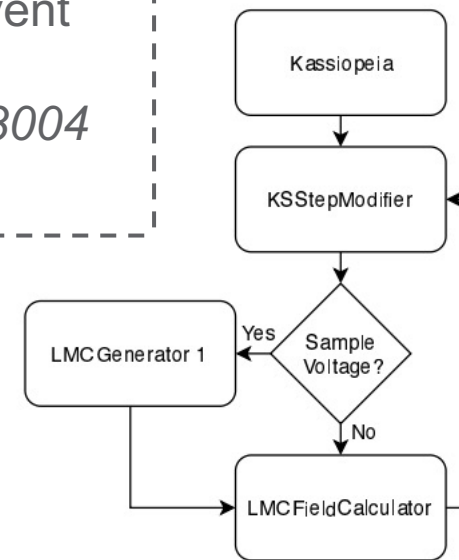 vent
3004
Kassiopeia
KSStepModifier
Sample
Voltage?
Yes
LMCGenerator 1
No
LMCFieldCalculator